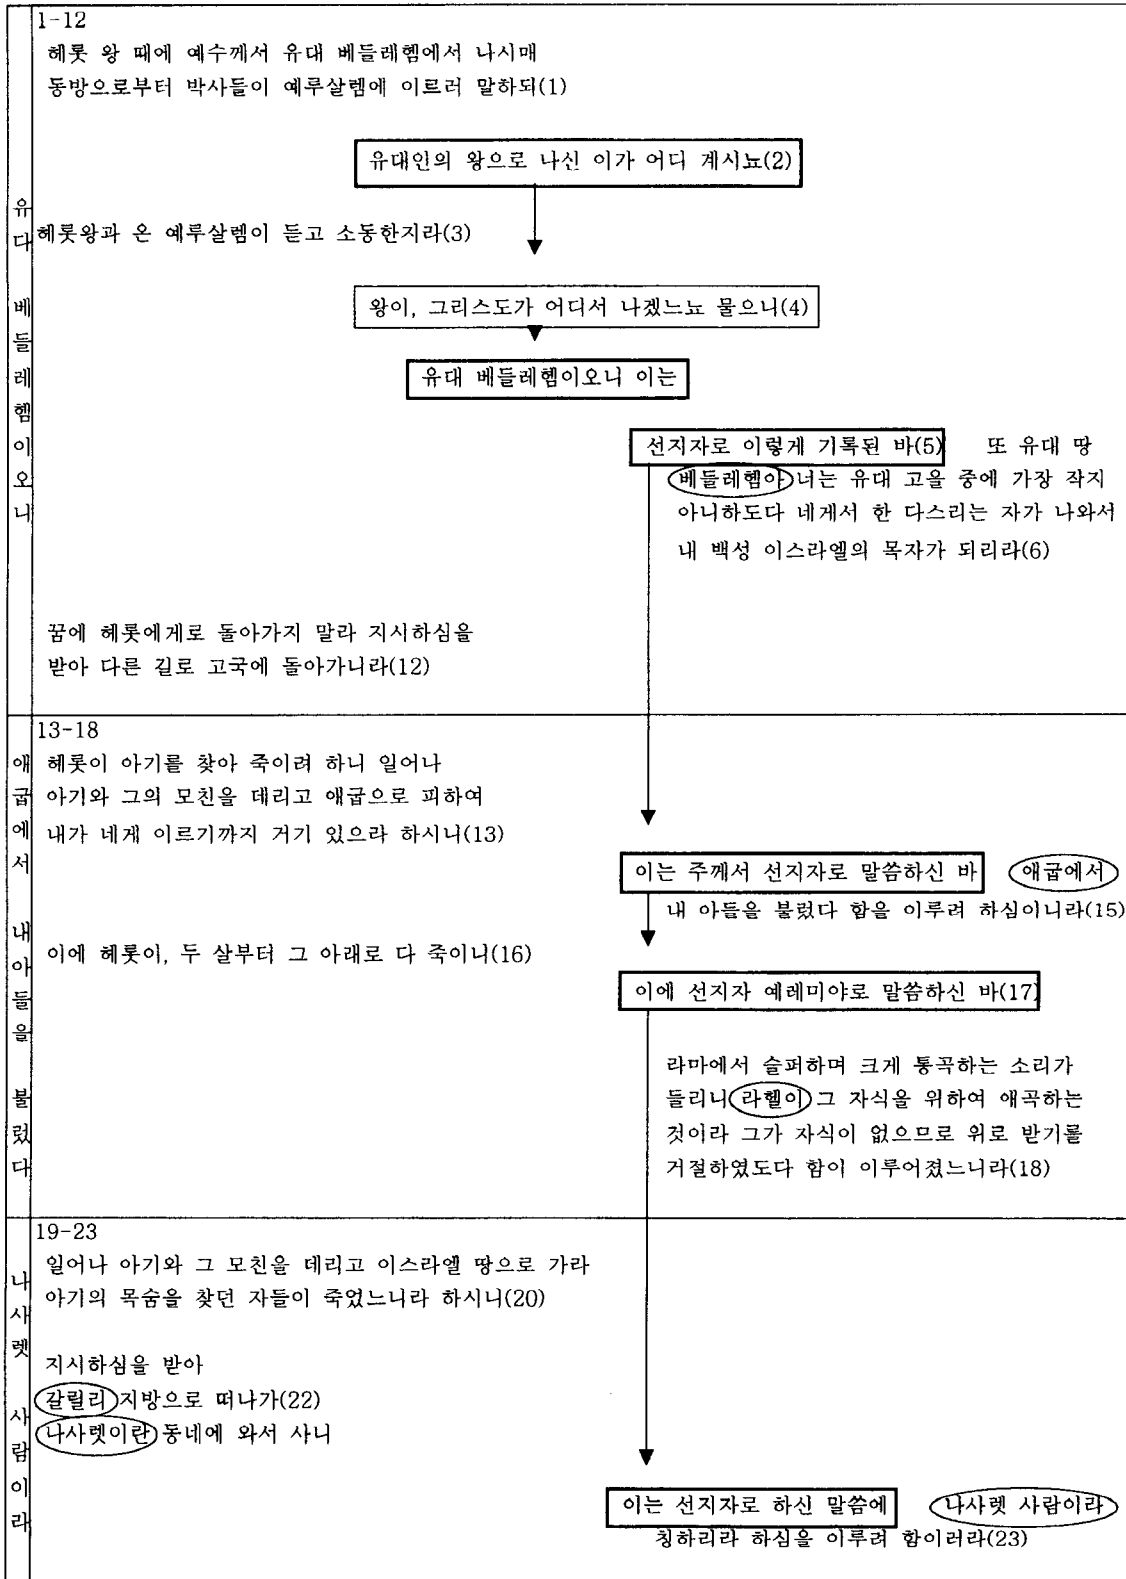 1-12
헤롯 왕 때에 예수께서 유대 베들레헴에서 나시매
동방으로부터 박사들이 예루살렘에 이르러 말하되(1)
유대인의 왕으로 나신 이가 어디 계시뇨(2)
헤롯왕과 온 예루살렘이 듣고 소동한지라(3)
왕이, 그리스도가 어디서 나겠느뇨 물으니(4)
유대 베들레헴이오니 이는
선지자로 이렇게 기록된 바(5) 또 유대 땅
베들레헴아 너는 유대 고을 중에 가장 작지
아니하도다 네게서 한 다스리는 자가 나와서
내 백성 이스라엘의 목자가 되리라(6)
꿈에 헤롯에게로 돌아가지 말라 지시하심을
받아 다른 길로 고국에 돌아가니라(12)
유다 베들레헴이오니
13-18
헤롯이 아기를 찾아 죽이려 하니 일어나
아기와 그의 모친을 데리고 애굽으로 피하여
내가 네게 이르기까지 거기 있으라 하시니(13)
이는 주께서 선지자로 말씀하신 바 애굽에서
내 아들을 불렀다 함을 이루려 하심이니라(15)
이에 헤롯이, 두 살부터 그 아래로 다 죽이니(16)
이에 선지자 예레미야로 말씀하신 바(17)
라마에서 슬퍼하며 크게 통곡하는 소리가
들리니 라헬이 그 자식을 위하여 애곡하는
것이라 그가 자식이 없으므로 위로 받기를
거절하였도다 함이 이루어졌느니라(18)
애굽에서 내아들을 불렀다
19-23
일어나 아기와 그 모친을 데리고 이스라엘 땅으로 가라
아기의 목숨을 찾던 자들이 죽었느니라 하시니(20)
지시하심을 받아
갈릴리 지방으로 떠나가(22)
나사렛이란 동네에 와서 사니
이는 선지자로 하신 말씀에 나사렛 사람이라
칭하리라 하심을 이루려 함이러라(23)
나사렛 사람이라